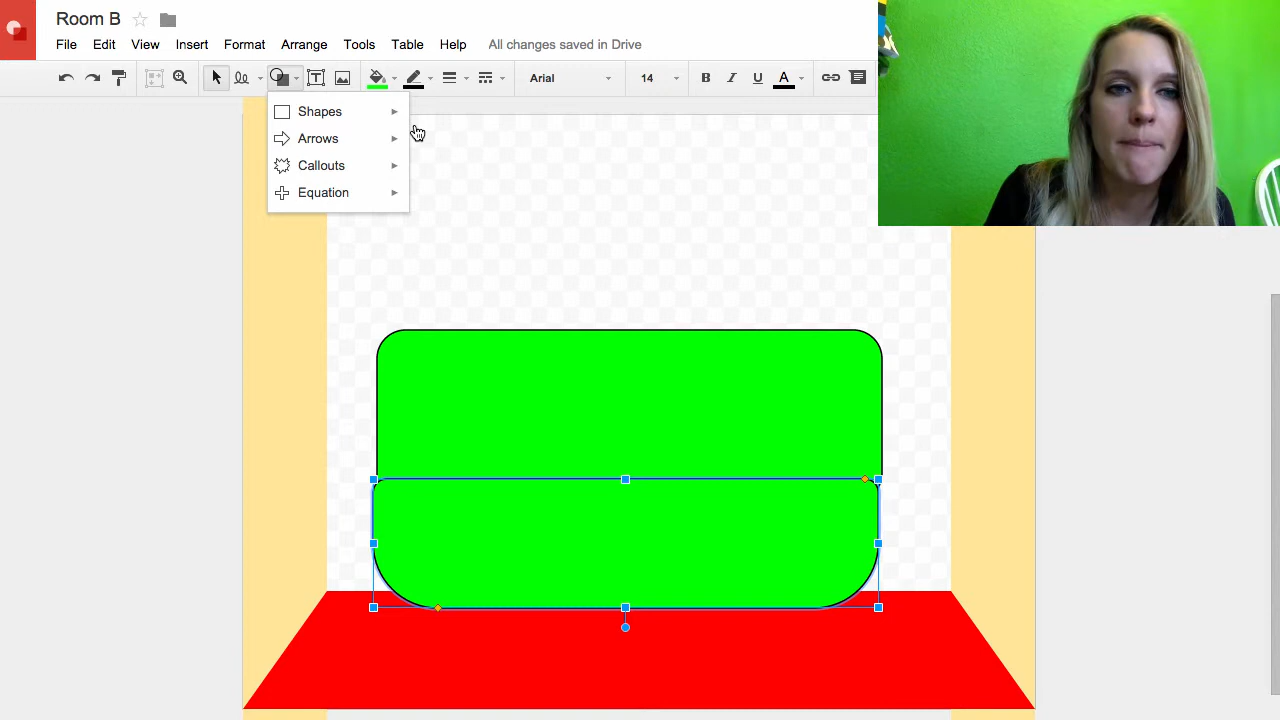 Room B
File Edit View Insert Format Arrange Tools Table Help All changes saved in Drive
Arial 14 B I U A
Shapes
Arrows
Callouts
Equation